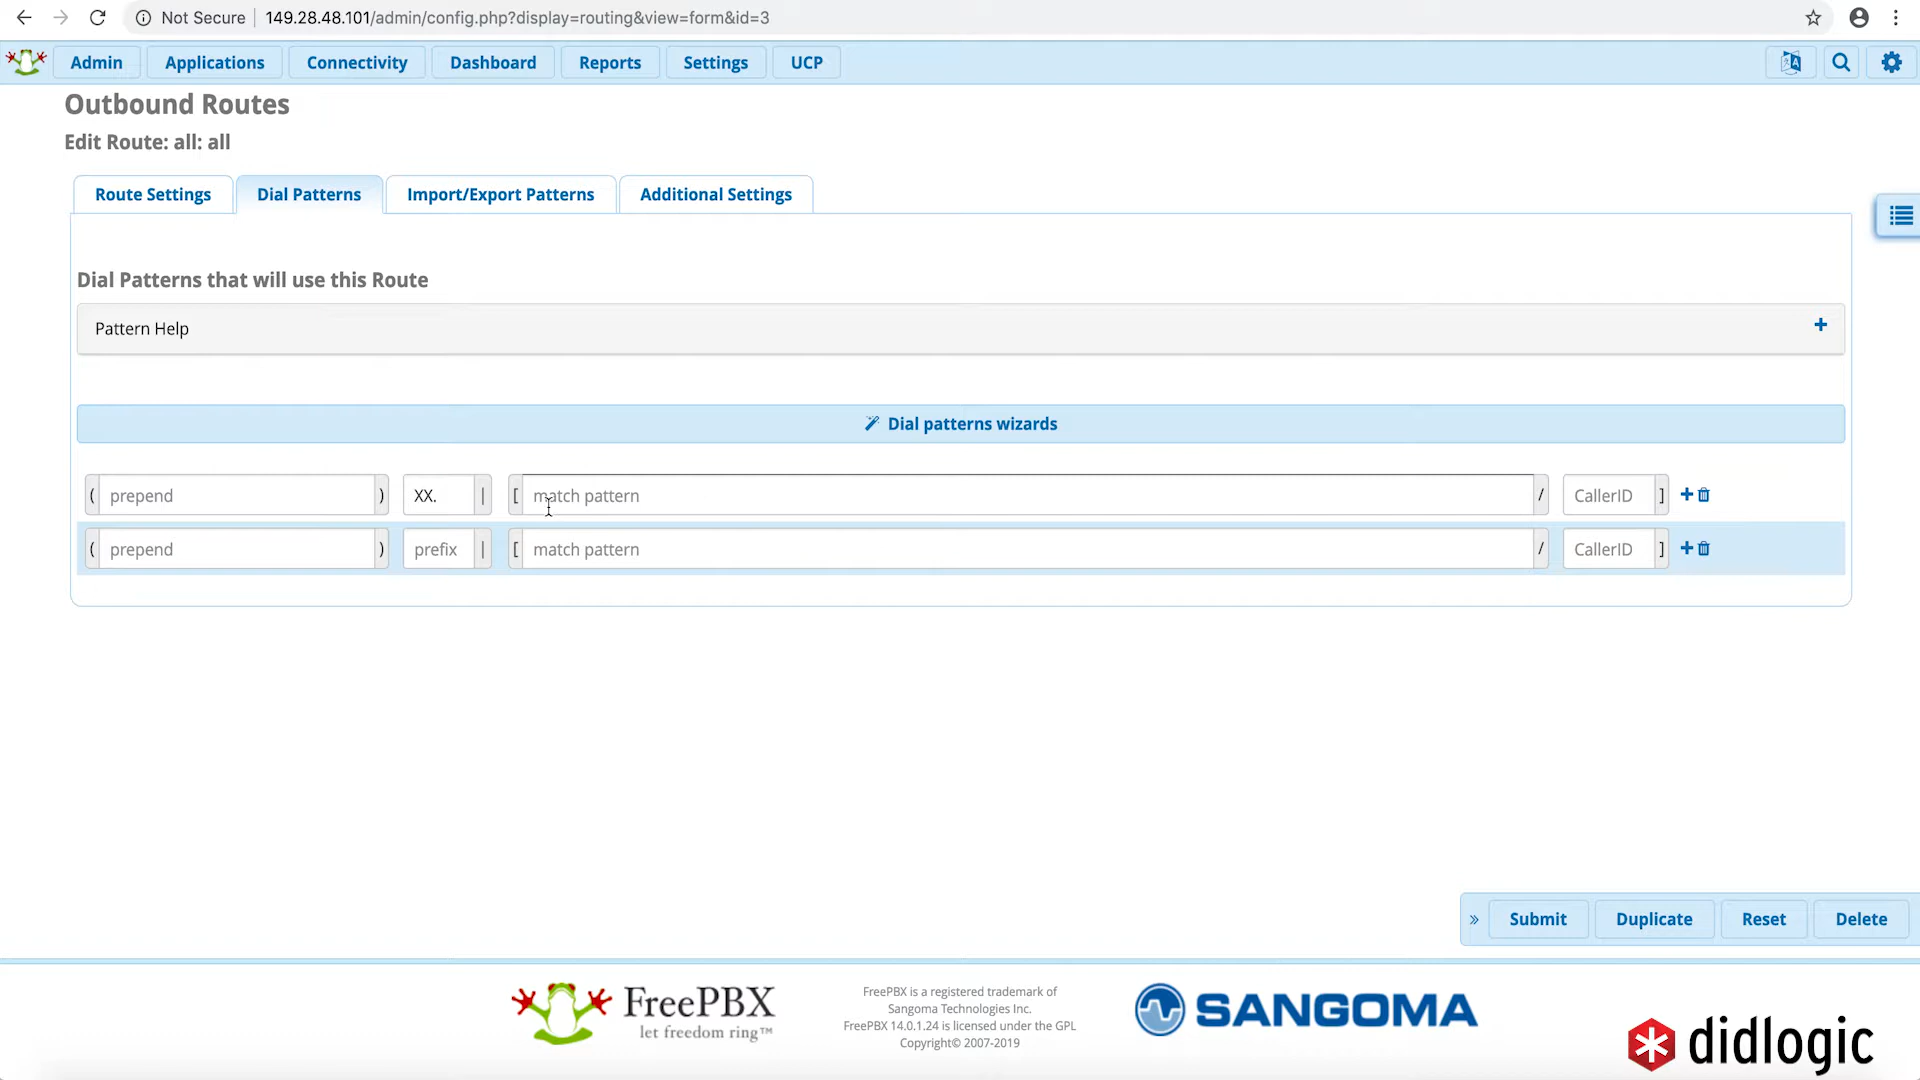 Not Secure | 149.28.48.101/admin/config.php?display=routing&view=form&id=3
Admin Applications Connectivity Dashboard Reports Settings UCP
Outbound Routes
Edit Route: all: all
Route Settings Dial Patterns Import/Export Patterns Additional Settings
Dial Patterns that will use this Route
Pattern Help +
Dial patterns wizards
( prepend ) XX. | [ match pattern / CallerID ] +
( prepend ) prefix | [ match pattern / CallerID ] +
» Submit Duplicate Reset Delete
FreePBX
let freedom ring™
FreePBX is a registered trademark of
Sangoma Technologies Inc.
FreePBX 14.0.1.24 is licensed under the GPL
Copyright© 2007-2019
SANGOMA
didlogic